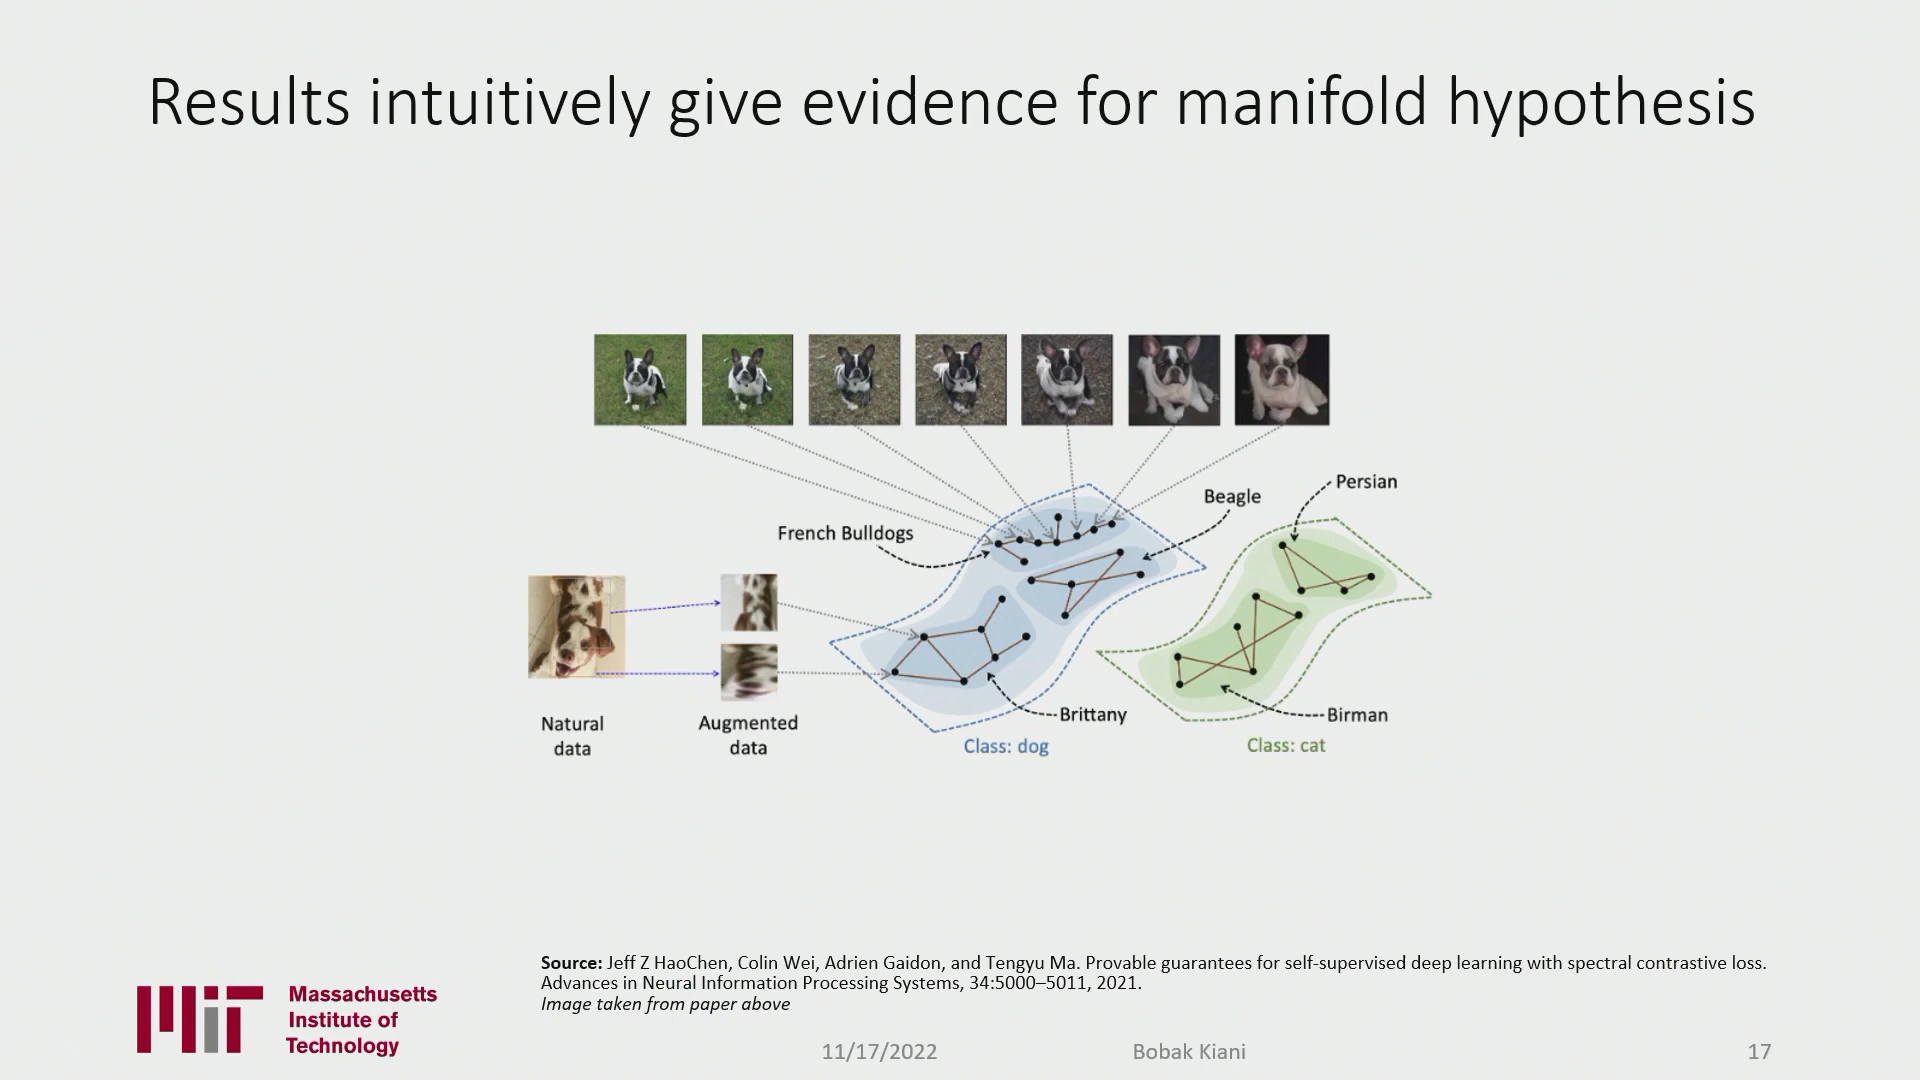 Results intuitively give evidence for manifold hypothesis
Persian
Beagle
French Bulldogs
Natural
data
Augmented
data
Brittany
Birman
Class: dog
Class: cat
Source: Jeff Z HaoChen, Colin Wei, Adrien Gaidon, and Tengyu Ma. Provable guarantees for self-supervised deep learning with spectral contrastive loss.
Advances in Neural Information Processing Systems, 34:5000–5011, 2021.
Image taken from paper above
Massachusetts
Institute of
Technology
11/17/2022
Bobak Kiani
17